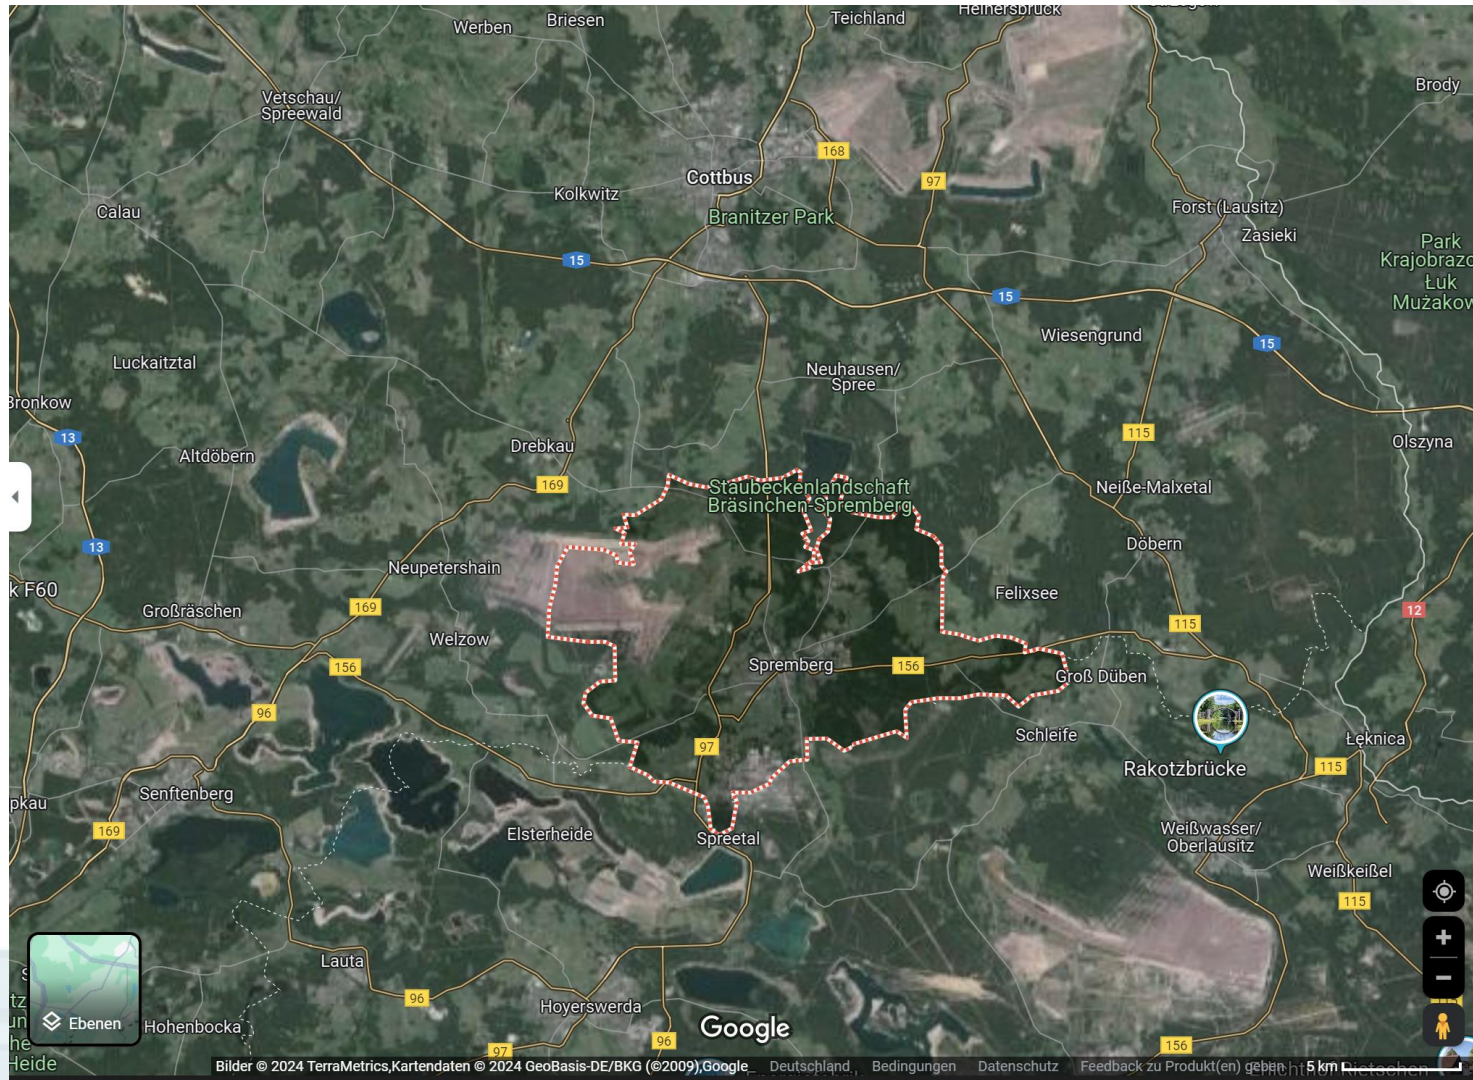 Werben
Briesen
Teichland
Heinersbrück
Vetschau/
Spreewald
Brody
168
Cottbus
97
Kolkwitz
Calau
Branitzer Park
Forst (Lausitz)
Zasieki
Park
Krajobrazo
Łuk
Mużakow
15
15
15
Wiesengrund
Luckaitztal
Neuhausen/
Spree
Bronkow
13
115
Drebkau
Olszyna
Altdöbern
169
Staubeckenlandschaft
Bräsinchen-Spremberg
Neiße-Malxetal
13
Döbern
Neupetershain
k F60
Felixsee
Großräschen
169
12
115
Welzow
156
Spremberg
156
Groß Düben
96
Schleife
97
Łęknica
Rakotzbrücke
115
Senftenberg
pkau
169
Elsterheide
Spreetal
Weißwasser/
Oberlausitz
Weißkeißel
115
Lauta
96
Hoyerswerda
Ebenen
Hohenbocka
Google
96
97
156
Heide
Bilder © 2024 TerraMetrics,Kartendaten © 2024 GeoBasis-DE/BKG (©2009),Google Deutschland Bedingungen Datenschutz Feedback zu Produkt(en) geben 5 km